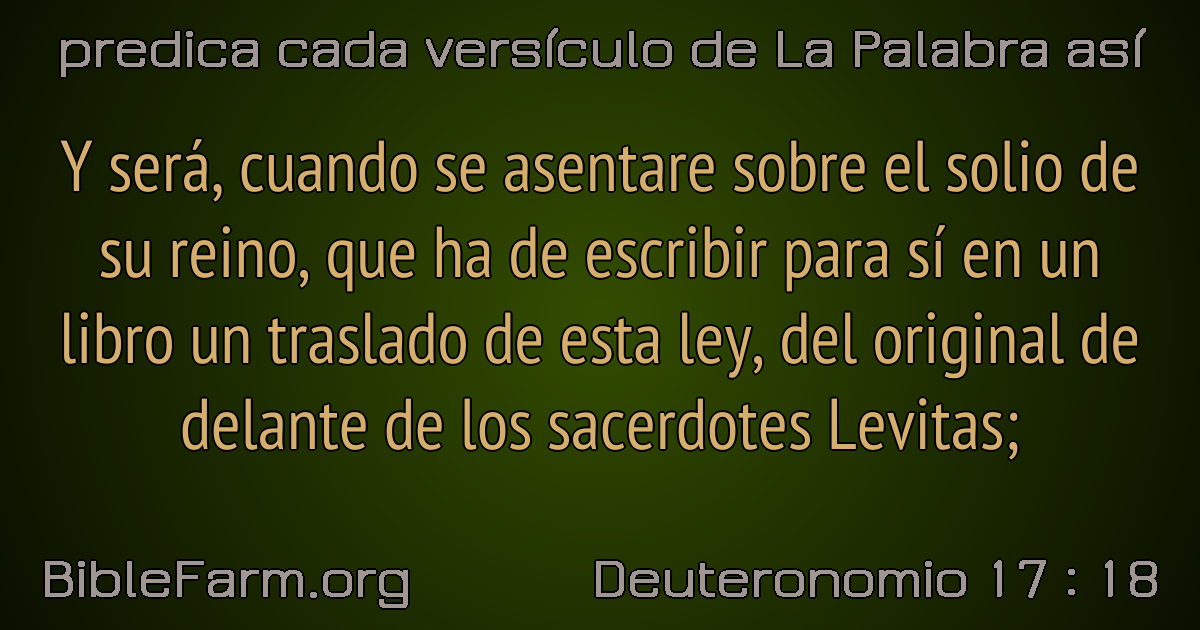 predica cada versículo de La Palabra así
Y será, cuando se asentare sobre el solio de
su reino, que ha de escribir para sí en un
libro un traslado de esta ley, del original de
delante de los sacerdotes Levitas;
BibleFarm.org Deuteronomio 17 : 18